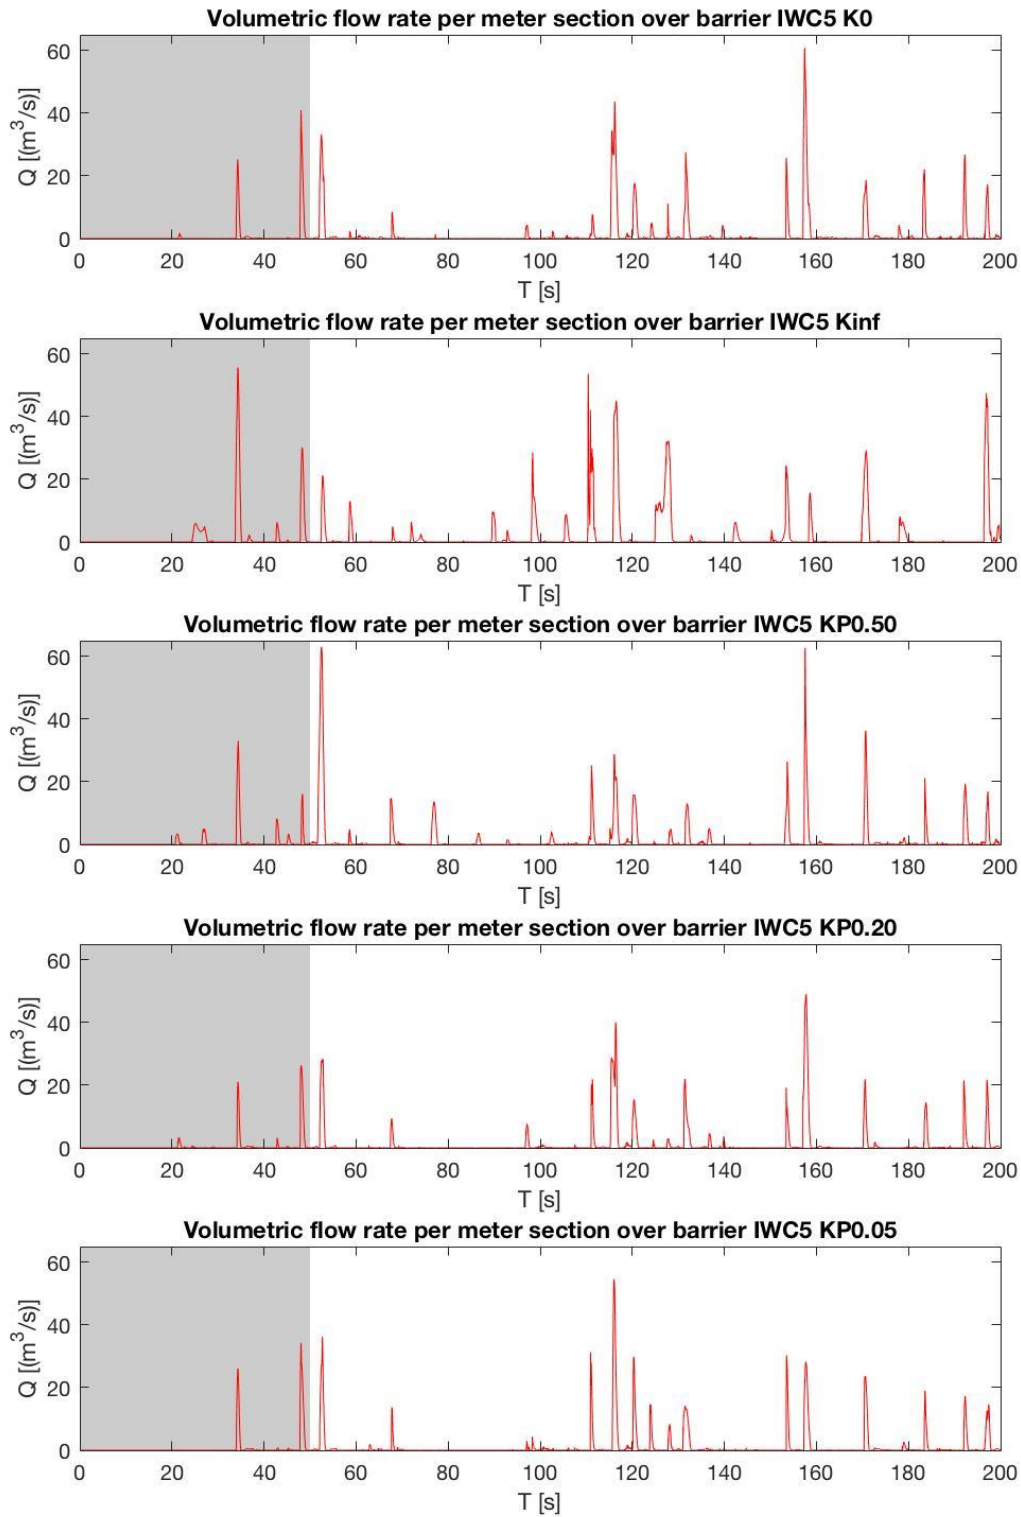 Volumetric flow rate per meter section over barrier IWC5 K0
60
40
20
0
Q [(m³/s)]
0 20 40 60 80 100 120 140 160 180 200
T [s]
Volumetric flow rate per meter section over barrier IWC5 Kinf
60
40
20
0
Q [(m³/s)]
0 20 40 60 80 100 120 140 160 180 200
T [s]
Volumetric flow rate per meter section over barrier IWC5 KP0.50
60
40
20
0
Q [(m³/s)]
0 20 40 60 80 100 120 140 160 180 200
T [s]
Volumetric flow rate per meter section over barrier IWC5 KP0.20
60
40
20
0
Q [(m³/s)]
0 20 40 60 80 100 120 140 160 180 200
T [s]
Volumetric flow rate per meter section over barrier IWC5 KP0.05
60
40
20
0
Q [(m³/s)]
0 20 40 60 80 100 120 140 160 180 200
T [s]